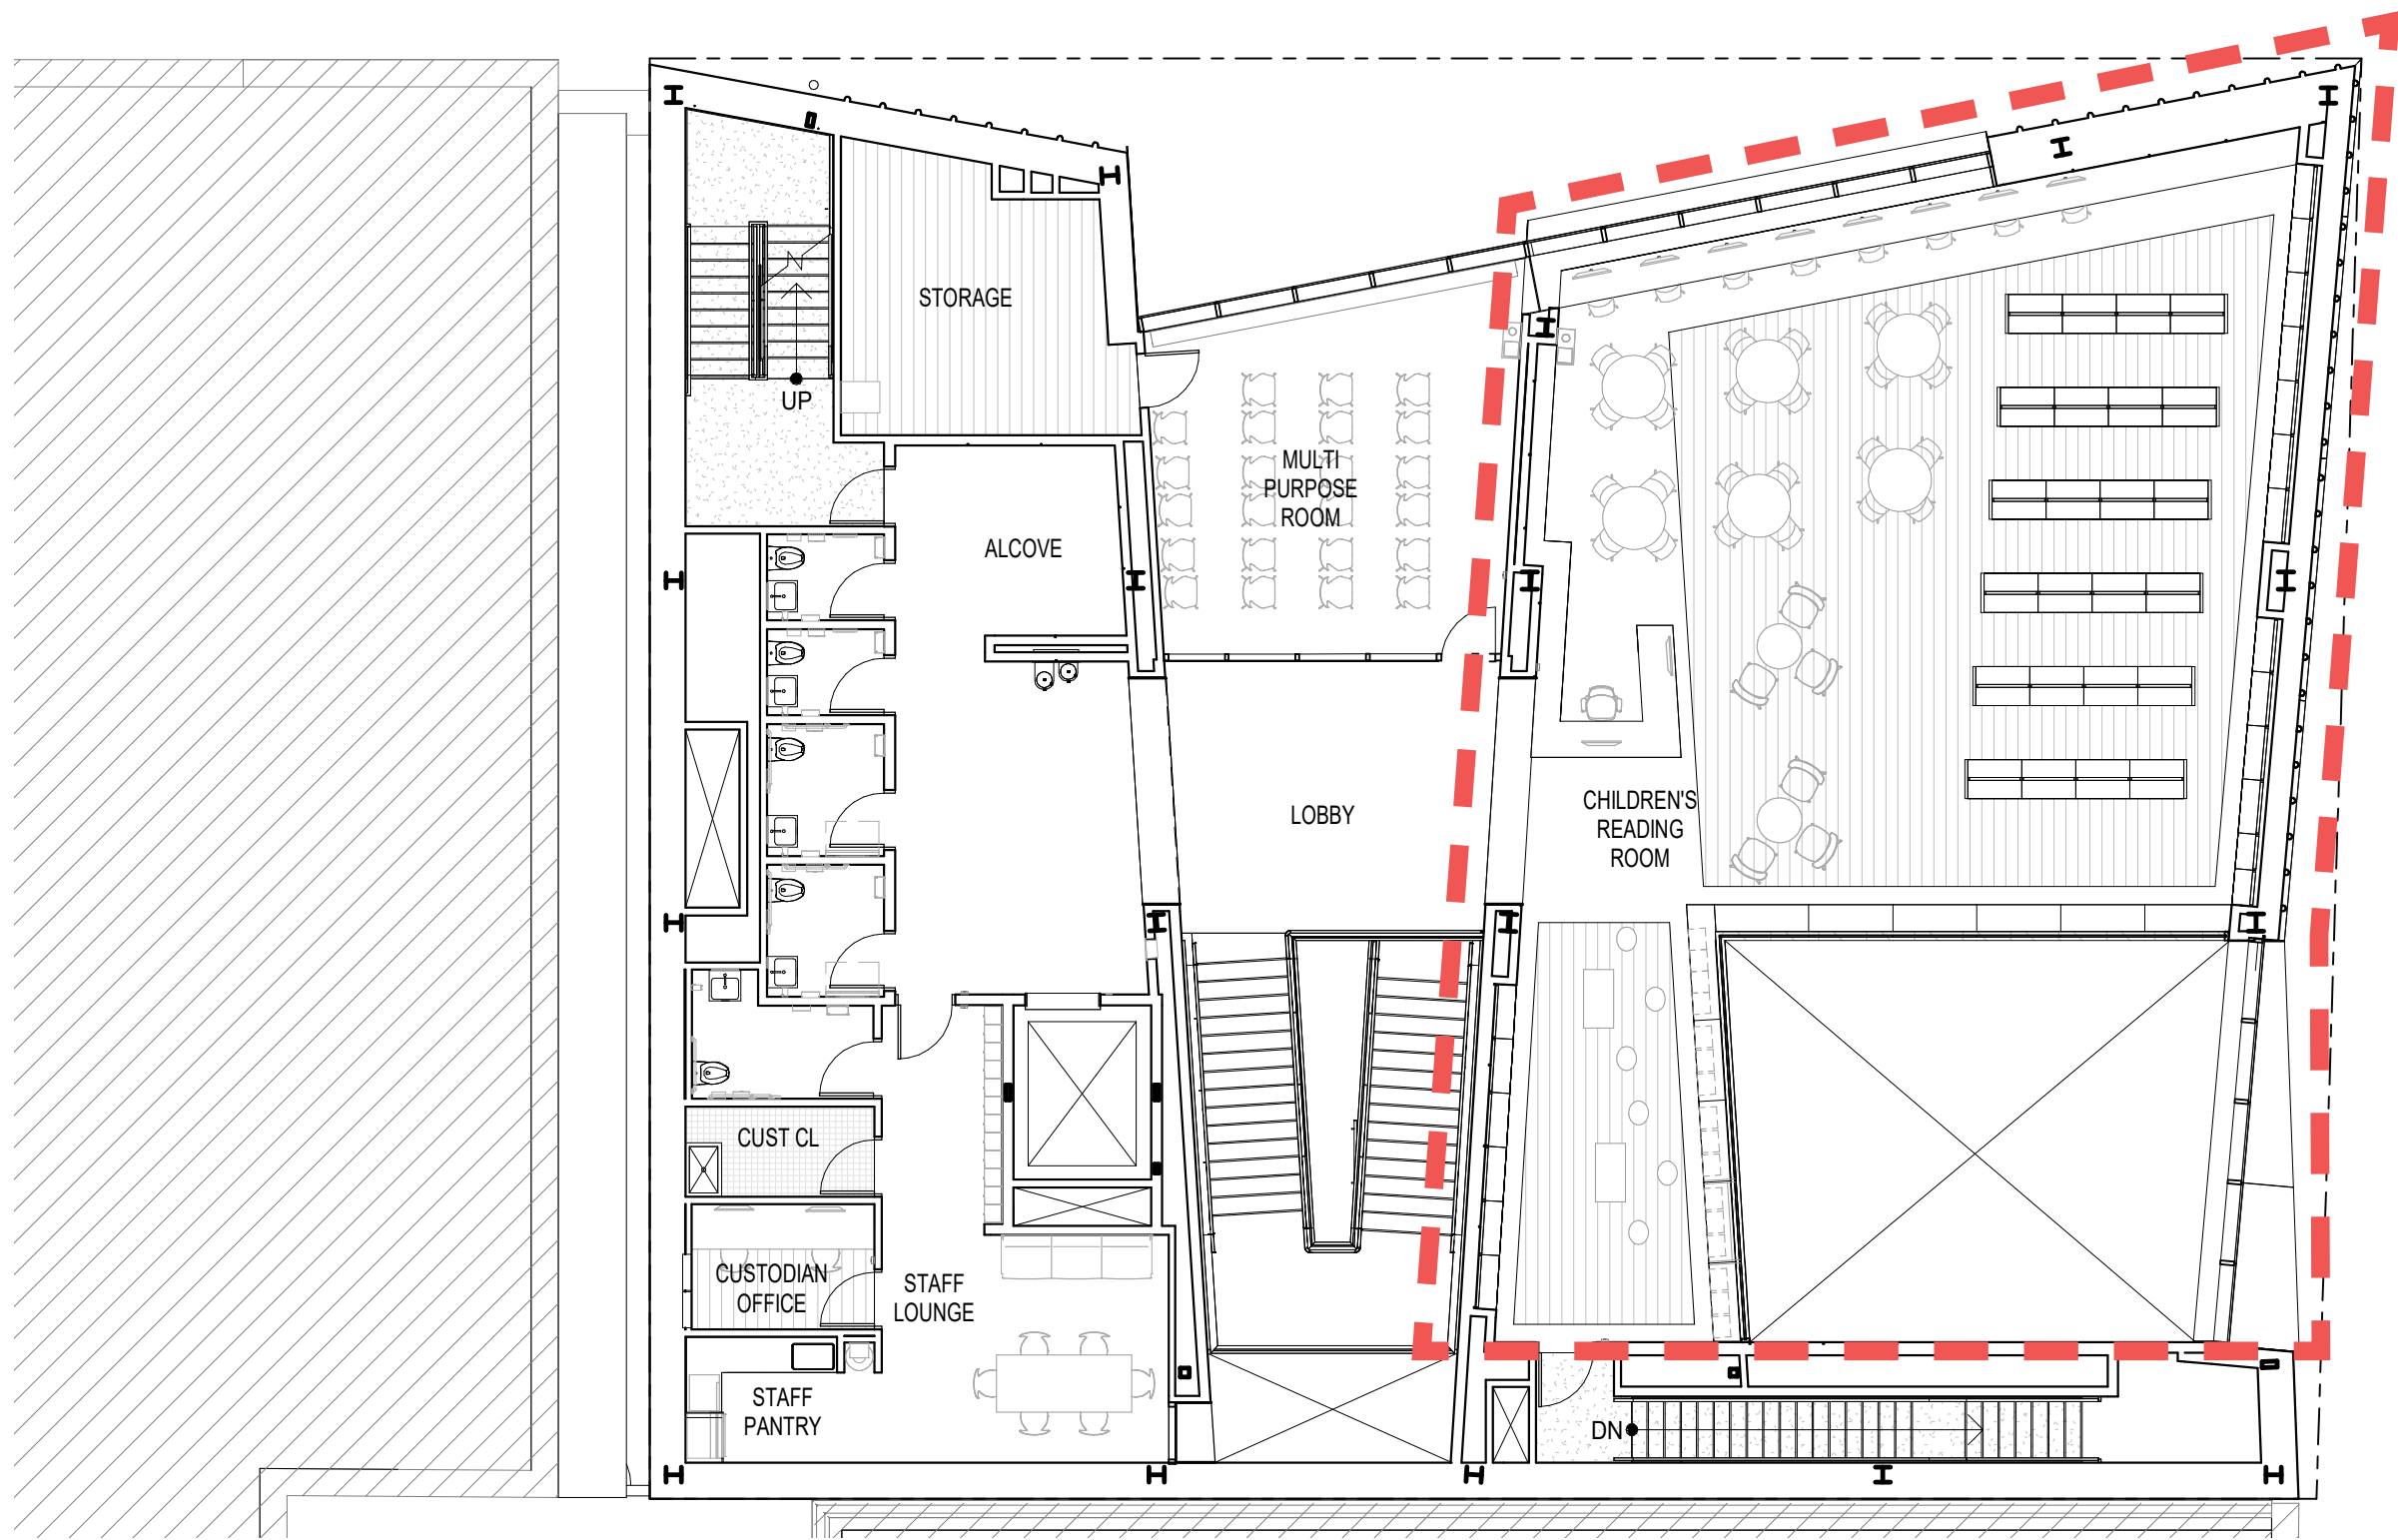 STORAGE
UP
MULTI
PURPOSE
ROOM
ALCOVE
LOBBY
CHILDREN'S
READING
ROOM
CUST CL
CUSTODIAN
OFFICE
STAFF
LOUNGE
STAFF
PANTRY
DN